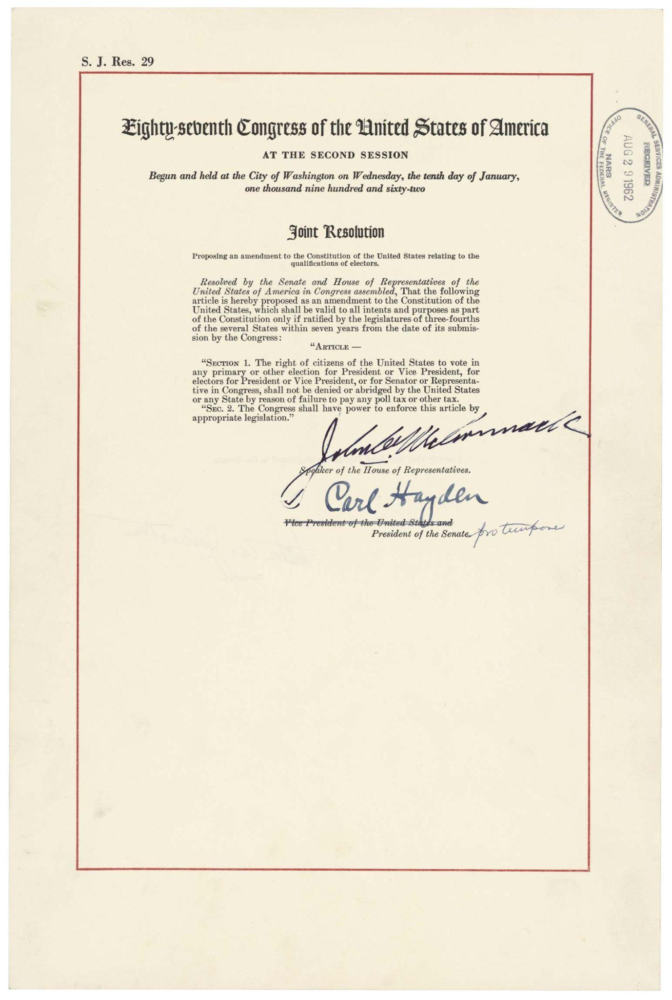 S. J. Res. 29
Eighty-seventh Congress of the United States of America
AT THE SECOND SESSION
Begun and held at the City of Washington on Wednesday, the tenth day of January,
one thousand nine hundred and sixty-two
GENERAL SERVICES ADMINISTRATION
RECEIVED
AUG 29 1962
NARS
OFFICE OF THE FEDERAL REGISTER
Joint Resolution
Proposing an amendment to the Constitution of the United States relating to the
qualifications of electors.
Resolved by the Senate and House of Representatives of the
United States of America in Congress assembled, That the following
article is hereby proposed as an amendment to the Constitution of the
United States, which shall be valid to all intents and purposes as part
of the Constitution only if ratified by the legislatures of three-fourths
of the several States within seven years from the date of its submis-
sion by the Congress:
“ARTICLE —
“SECTION 1. The right of citizens of the United States to vote in
any primary or other election for President or Vice President, for
electors for President or Vice President, or for Senator or Representa-
tive in Congress, shall not be denied or abridged by the United States
or any State by reason of failure to pay any poll tax or other tax.
“SEC. 2. The Congress shall have power to enforce this article by
appropriate legislation.”
John W. McCormack
Speaker of the House of Representatives.
Carl Hayden
Vice President of the United States and
President of the Senate. pro tempore